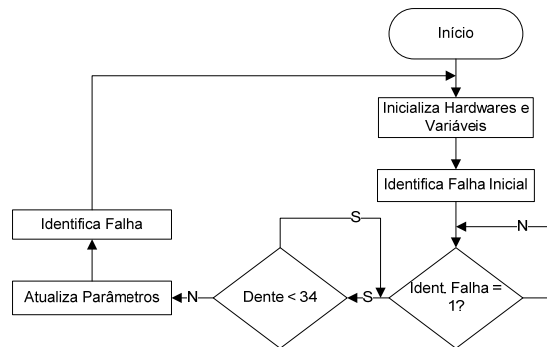 Início
Inicializa Hardwares e
Variáveis
Identifica Falha Inicial
N
Ident. Falha =
1?
S
S
Dente < 34
N
Atualiza Parâmetros
Identifica Falha